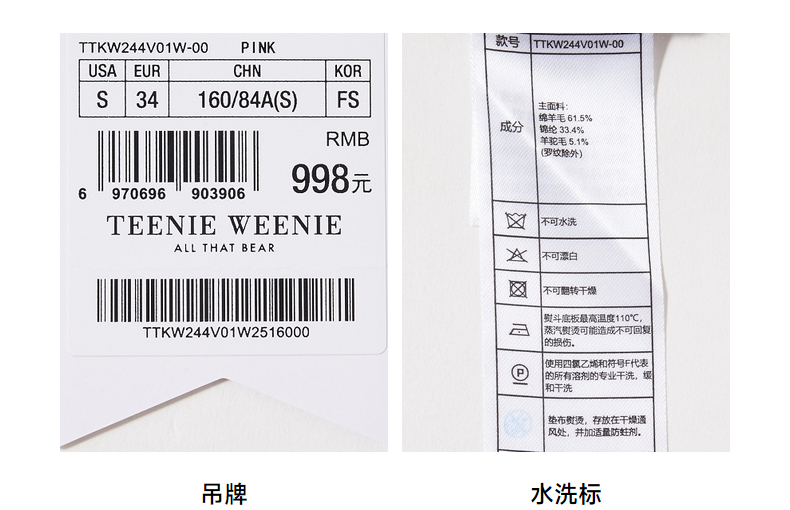 TTKW244V01W-00 PINK
USA EUR CHN KOR
S 34 160/84A(S) FS
RMB
998元
6 970696 903906
TEENIE WEENIE
ALL THAT BEAR
TTKW244V01W2516000
吊牌
款号 TTKW244V01W-00
成分
主面料:
绵羊毛 61.5%
锦纶 33.4%
羊驼毛 5.1%
(罗纹除外)
不可水洗
不可漂白
不可翻转干燥
熨斗底板最高温度110℃,
蒸汽熨烫可能造成不可回复
的损伤。
P
使用四氯乙烯和符号F代表
的所有溶剂的专业干洗, 缓
和干洗
垫布熨烫, 存放在干燥通
风处, 并加适量防蛀剂.
水洗标